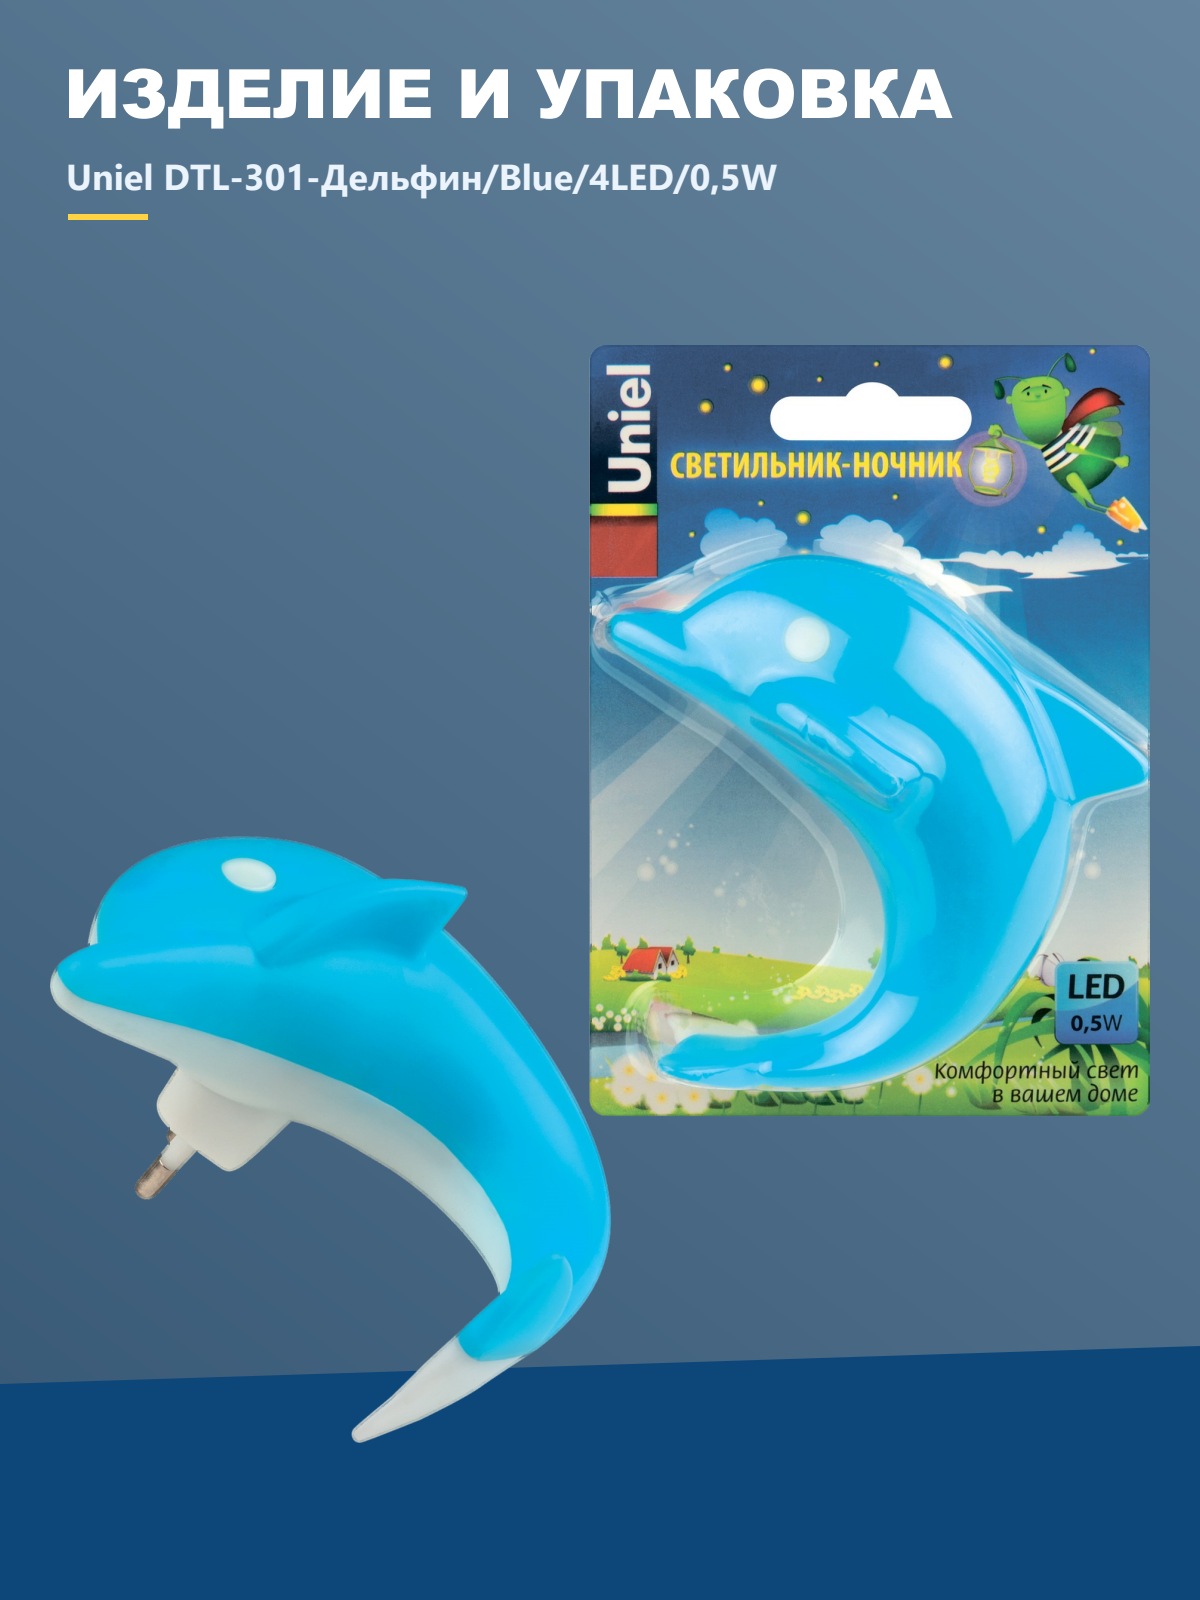 ИЗДЕЛИЕ И УПАКОВКА
Uniel DTL-301-Дельфин/Blue/4LED/0,5W
Uniel
СВЕТИЛЬНИК-НОЧНИК
LED
0,5W
Комфортный свет
в вашем доме